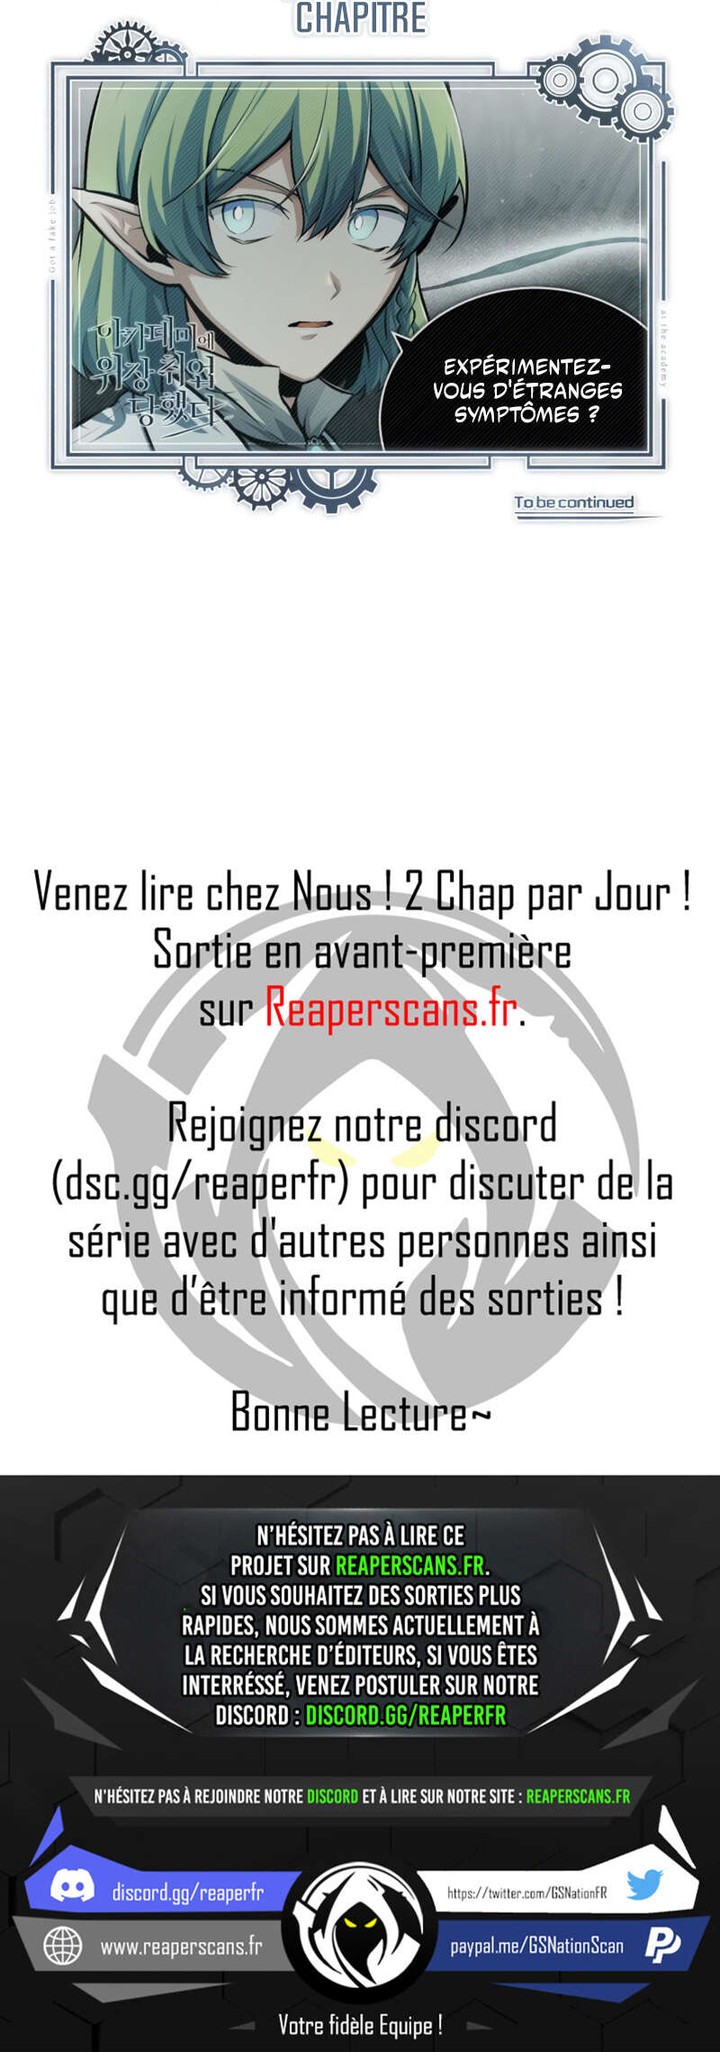 CHAPITRE
Got a fake job
at the academy
아카데미에
위장취업
당했다
EXPÉRIMENTEZ-
VOUS D'ÉTRANGES
SYMPTÔMES ?
To be continued
Venez lire chez Nous ! 2 Chap par Jour !
Sortie en avant-première
sur Reaperscans.fr.
Rejoignez notre discord
(dsc.gg/reaperfr) pour discuter de la
série avec d'autres personnes ainsi
que d'être informé des sorties !
Bonne Lecture~
N'HÉSITEZ PAS À LIRE CE
PROJET SUR REAPERSCANS.FR.
SI VOUS SOUHAITEZ DES SORTIES PLUS
RAPIDES, NOUS SOMMES ACTUELLEMENT À
LA RECHERCHE D'ÉDITEURS, SI VOUS ÊTES
INTERRÉSSÉ, VENEZ POSTULER SUR NOTRE
DISCORD : DISCORD.GG/REAPERFR
N'HÉSITEZ PAS À REJOINDRE NOTRE DISCORD ET À LIRE SUR NOTRE SITE : REAPERSCANS.FR
discord.gg/reaperfr
https://twitter.com/GSNationFR
www.reaperscans.fr
paypal.me/GSNationScan
Votre fidèle Equipe !